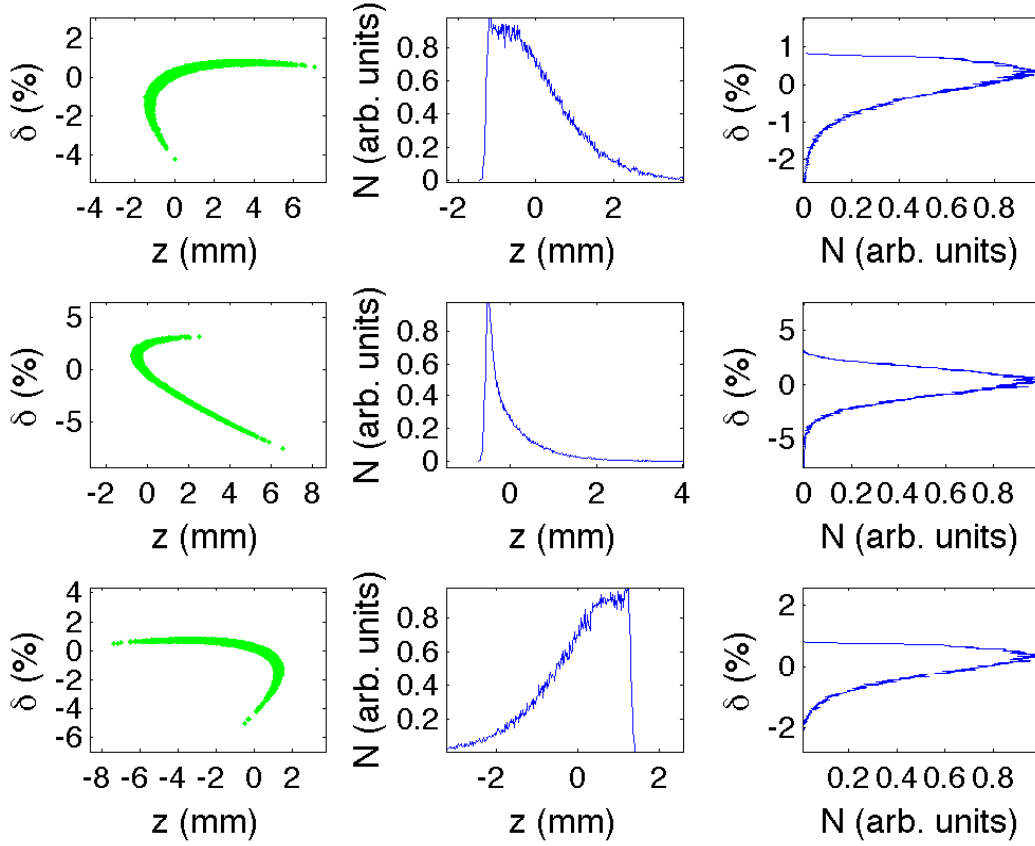 2
0
-2
-4
δ (%)
-4 -2 0 2 4 6
z (mm)
0.8
0.6
0.4
0.2
0
N (arb. units)
-2 0 2
z (mm)
1
0
-1
-2
δ (%)
0 0.2 0.4 0.6 0.8
N (arb. units)
5
0
-5
δ (%)
-2 0 2 4 6 8
z (mm)
0.8
0.6
0.4
0.2
0
N (arb. units)
0 2 4
z (mm)
5
0
-5
δ (%)
0 0.2 0.4 0.6 0.8
N (arb. units)
4
2
0
-2
-4
-6
δ (%)
-8 -6 -4 -2 0 2
z (mm)
0.8
0.6
0.4
0.2
N (arb. units)
-2 0 2
z (mm)
2
0
-2
δ (%)
0.2 0.4 0.6 0.8
N (arb. units)